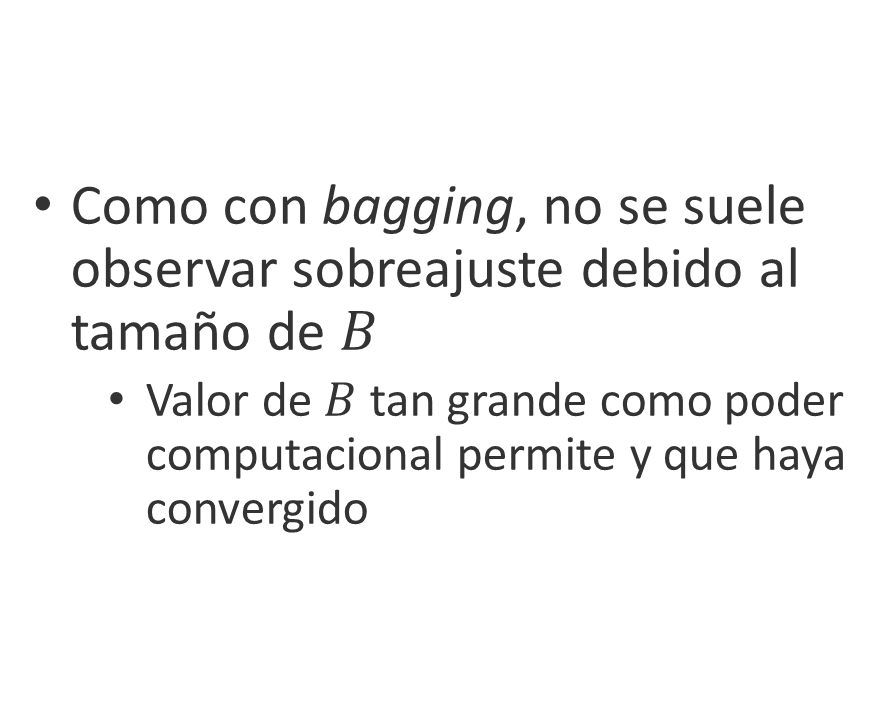 • Como con bagging, no se suele
observar sobreajuste debido al
tamaño de B
• Valor de B tan grande como poder
computacional permite y que haya
convergido